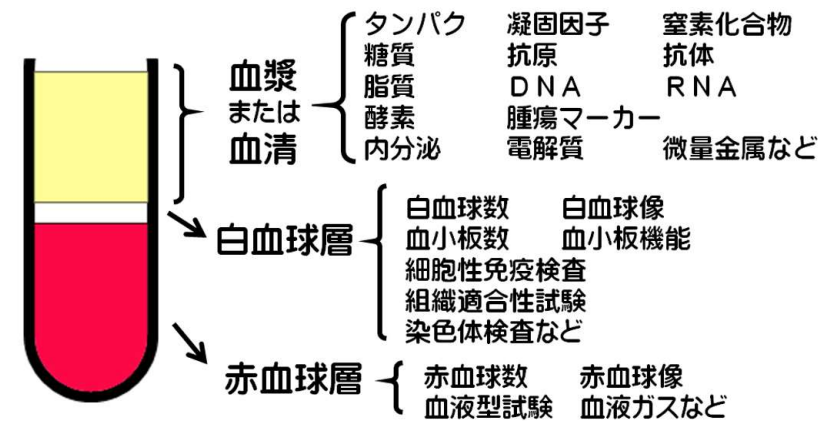 血漿
または
血清
タンパク 凝固因子 窒素化合物
糖質 抗原 抗体
脂質 ＤＮＡ ＲＮＡ
酵素 腫瘍マーカー
内分泌 電解質 微量金属など
白血球層
白血球数 白血球像
血小板数 血小板機能
細胞性免疫検査
組織適合性試験
染色体検査など
赤血球層
赤血球数 赤血球像
血液型試験 血液ガスなど